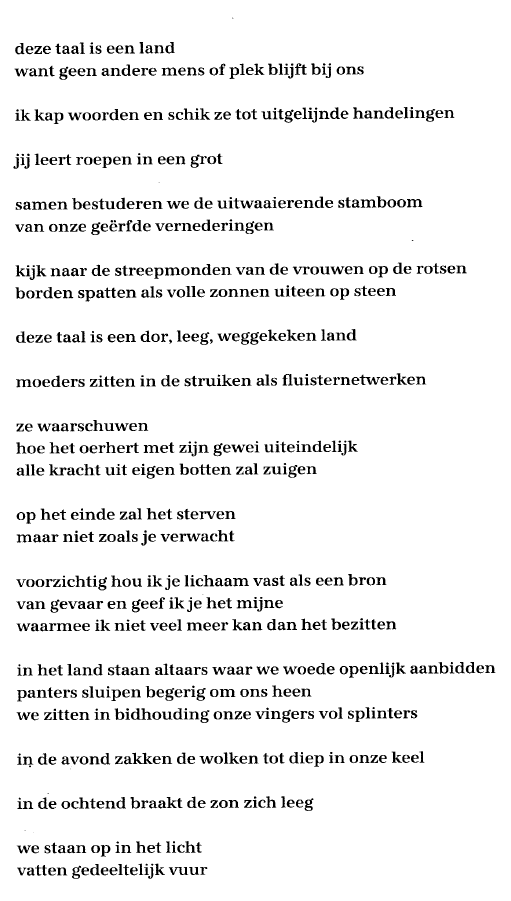 deze taal is een land
want geen andere mens of plek blijft bij ons
ik kap woorden en schik ze tot uitgelijnde handelingen
jij leert roepen in een grot
samen bestuderen we de uitwaaierende stamboom
van onze geërfde vernederingen
kijk naar de streepmonden van de vrouwen op de rotsen
borden spatten als volle zonnen uiteen op steen
deze taal is een dor, leeg, weggekeken land
moeders zitten in de struiken als fluisternetwerken
ze waarschuwen
hoe het oerhert met zijn gewei uiteindelijk
alle kracht uit eigen botten zal zuigen
op het einde zal het sterven
maar niet zoals je verwacht
voorzichtig hou ik je lichaam vast als een bron
van gevaar en geef ik je het mijne
waarmee ik niet veel meer kan dan het bezitten
in het land staan altaars waar we woede openlijk aanbidden
panters sluipen begerig om ons heen
we zitten in bidhouding onze vingers vol splinters
in de avond zakken de wolken tot diep in onze keel
in de ochtend braakt de zon zich leeg
we staan op in het licht
vatten gedeeltelijk vuur